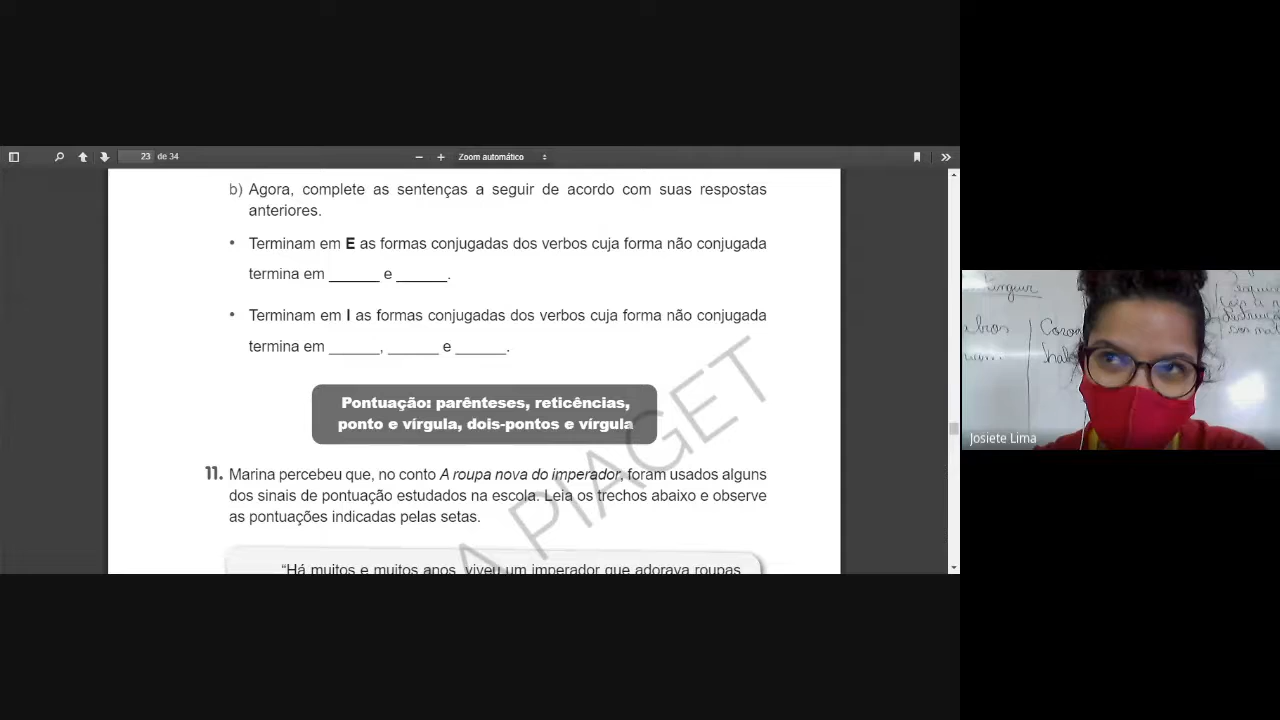 23 de 34
Zoom automático
b) Agora, complete as sentenças a seguir de acordo com suas respostas
anteriores.
• Terminam em E as formas conjugadas dos verbos cuja forma não conjugada
termina em ______ e ______.
• Terminam em I as formas conjugadas dos verbos cuja forma não conjugada
termina em ______, ______ e ______.
Pontuação: parênteses, reticências,
ponto e vírgula, dois-pontos e vírgula
11. Marina percebeu que, no conto A roupa nova do imperador, foram usados alguns
dos sinais de pontuação estudados na escola. Leia os trechos abaixo e observe
as pontuações indicadas pelas setas.
“Há muitos e muitos anos, viveu um imperador que adorava roupas
A PIAGET
Josiete Lima